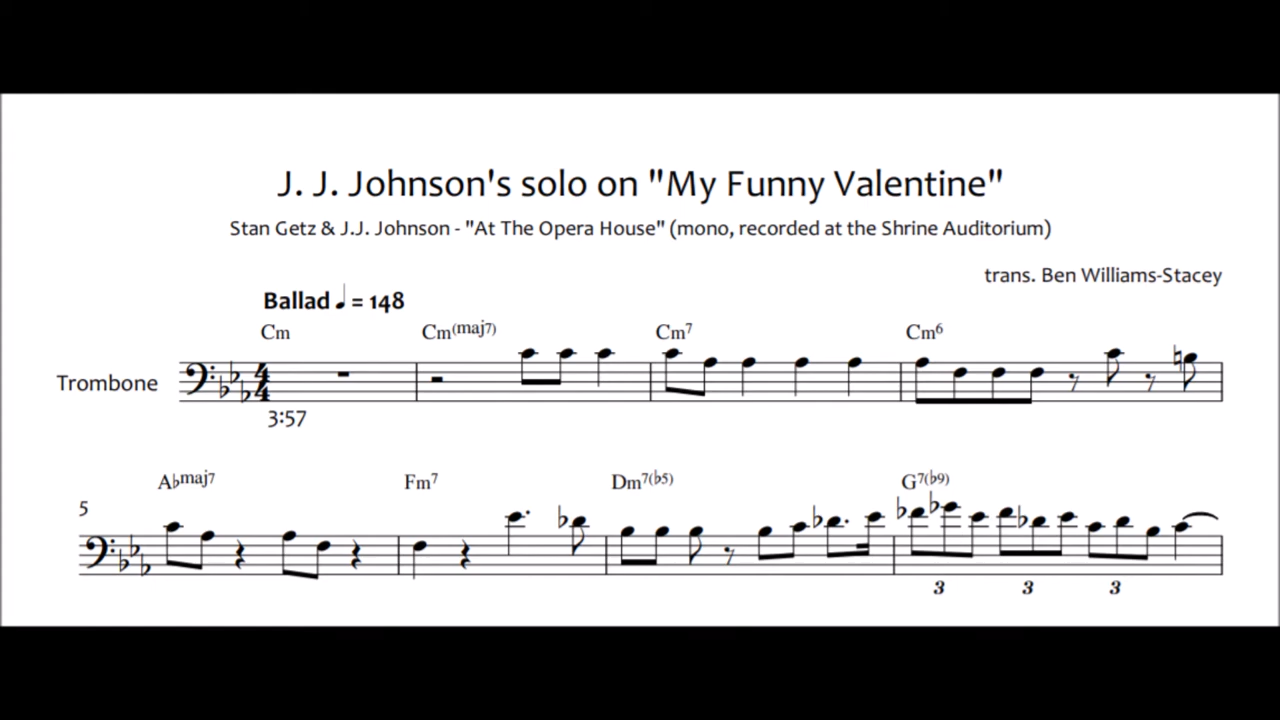 J. J. Johnson's solo on "My Funny Valentine"
Stan Getz & J.J. Johnson - "At The Opera House" (mono, recorded at the Shrine Auditorium)
trans. Ben Williams-Stacey
Ballad ♩ = 148
Cm Cm(maj7) Cm7 Cm6
Trombone
3:57
A♭maj7 Fm7 Dm7(♭5) G7(♭9)
5
3 3 3